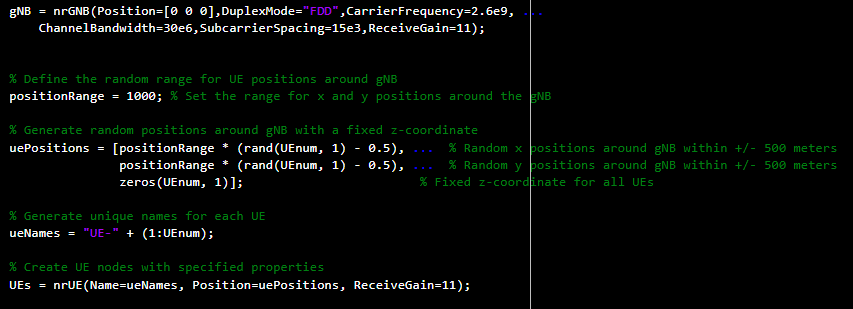 gNB = nrGNB(Position=[0 0 0],DuplexMode="FDD",CarrierFrequency=2.6e9, ...
ChannelBandwidth=30e6,SubcarrierSpacing=15e3,ReceiveGain=11);
% Define the random range for UE positions around gNB
positionRange = 1000; % Set the range for x and y positions around the gNB
% Generate random positions around gNB with a fixed z-coordinate
uePositions = [positionRange * (rand(UEnum, 1) - 0.5), ... % Random x positions around gNB within +/- 500 meters
positionRange * (rand(UEnum, 1) - 0.5), ... % Random y positions around gNB within +/- 500 meters
zeros(UEnum, 1)]; % Fixed z-coordinate for all UEs
% Generate unique names for each UE
ueNames = "UE-" + (1:UEnum);
% Create UE nodes with specified properties
UEs = nrUE(Name=ueNames, Position=uePositions, ReceiveGain=11);